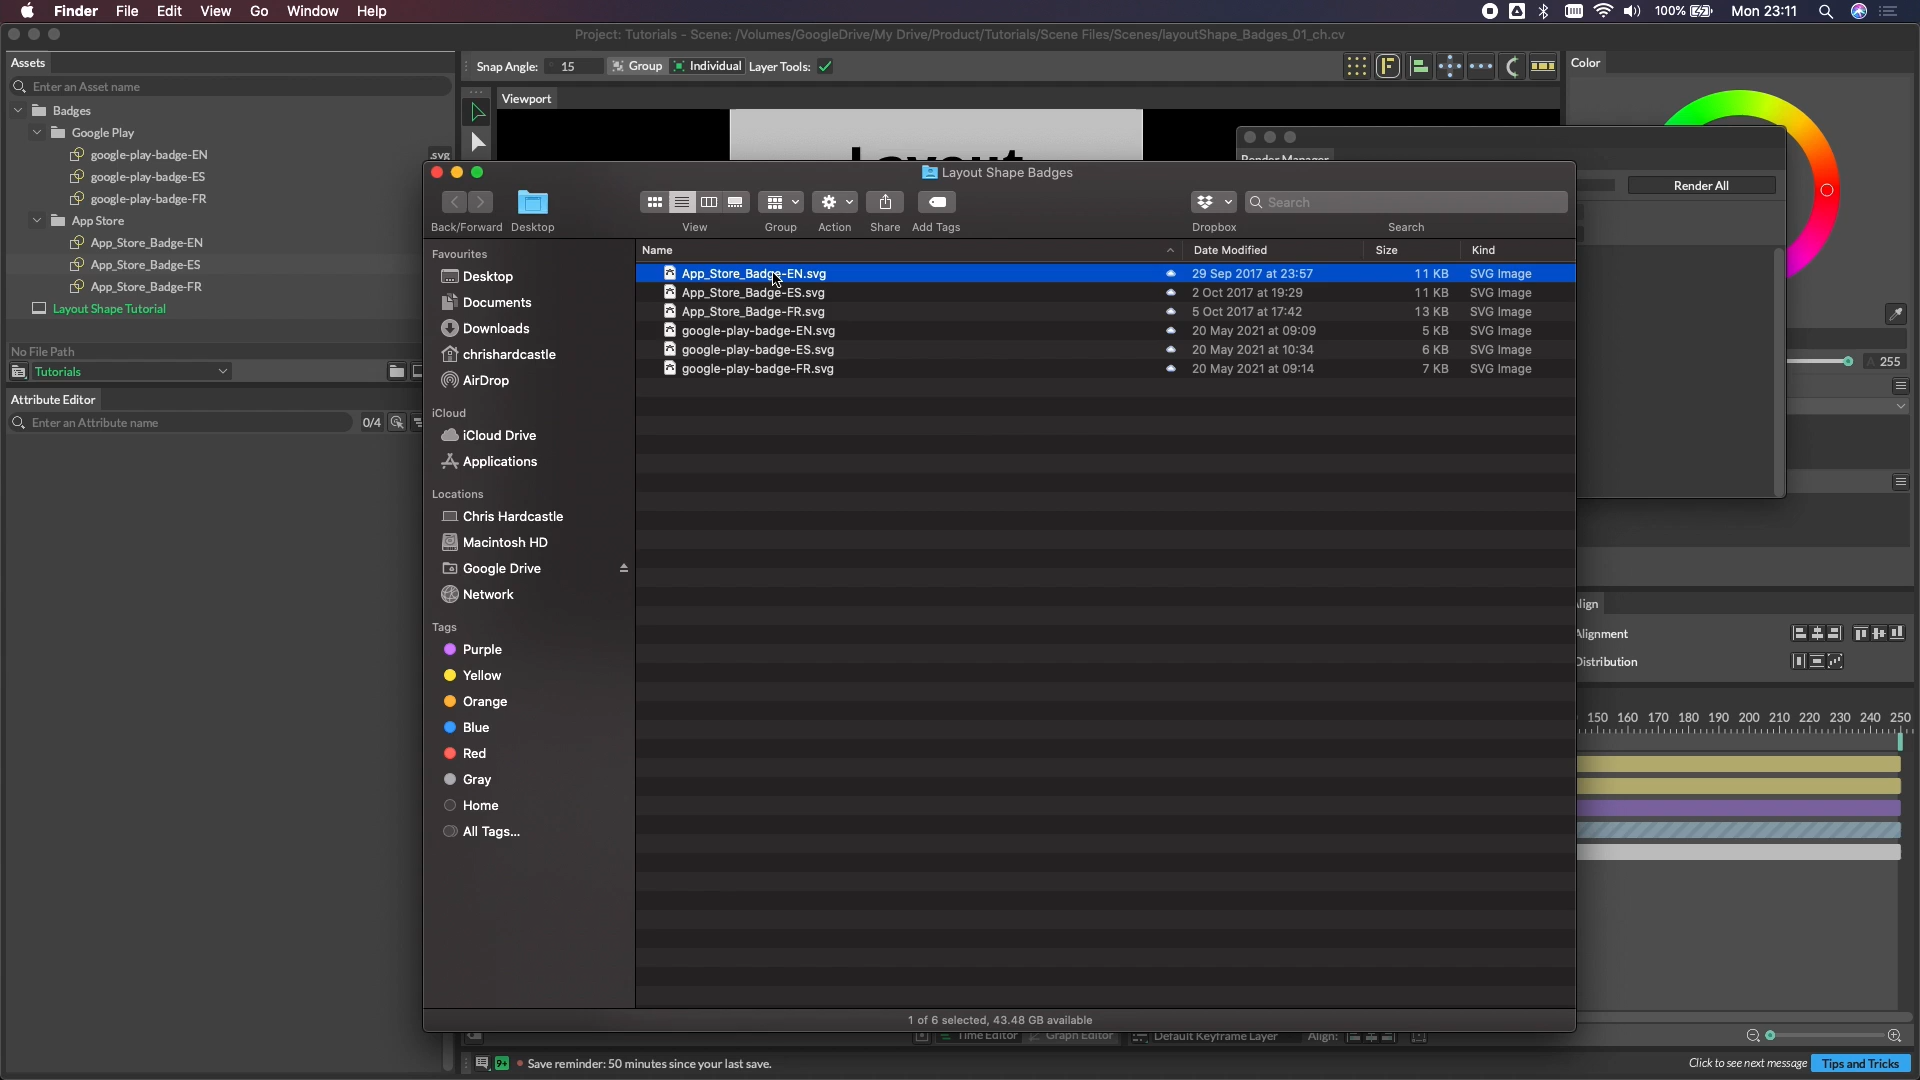 Finder File Edit View Go Window Help 100% Mon 23:11
Project: Tutorials - Scene: /Volumes/GoogleDrive/My Drive/Product/Tutorials/Scene Files/Scenes/layoutShape_Badges_01_ch.cv
Assets
Snap Angle: 15 Group Individual Layer Tools:
Color
Enter an Asset name
Viewport
Badges
Google Play
google-play-badge-EN
.svg
google-play-badge-ES
google-play-badge-FR
App Store
App_Store_Badge-EN
App_Store_Badge-ES
App_Store_Badge-FR
Layout Shape Tutorial
No File Path
Tutorials
Attribute Editor
Enter an Attribute name 0/4
Layout
Render Manager
Render All
Layout Shape Badges
Search
Back/Forward Desktop View Group Action Share Add Tags Dropbox Search
Favourites
Desktop
Documents
Downloads
chrishardcastle
AirDrop
iCloud
iCloud Drive
Applications
Locations
Chris Hardcastle
Macintosh HD
Google Drive
Network
Tags
Purple
Yellow
Orange
Blue
Red
Gray
Home
All Tags...
Name Date Modified Size Kind
App_Store_Badge-EN.svg 29 Sep 2017 at 23:57 11 KB SVG Image
App_Store_Badge-ES.svg 2 Oct 2017 at 19:29 11 KB SVG Image
App_Store_Badge-FR.svg 5 Oct 2017 at 17:42 13 KB SVG Image
google-play-badge-EN.svg 20 May 2021 at 09:09 5 KB SVG Image
google-play-badge-ES.svg 20 May 2021 at 10:34 6 KB SVG Image
google-play-badge-FR.svg 20 May 2021 at 09:14 7 KB SVG Image
1 of 6 selected, 43.48 GB available
A 255
lign
Alignment
Distribution
150 160 170 180 190 200 210 220 230 240 250
Time Editor Graph Editor Default Keyframe Layer Align:
9+ Save reminder: 50 minutes since your last save.
Click to see next message Tips and Tricks